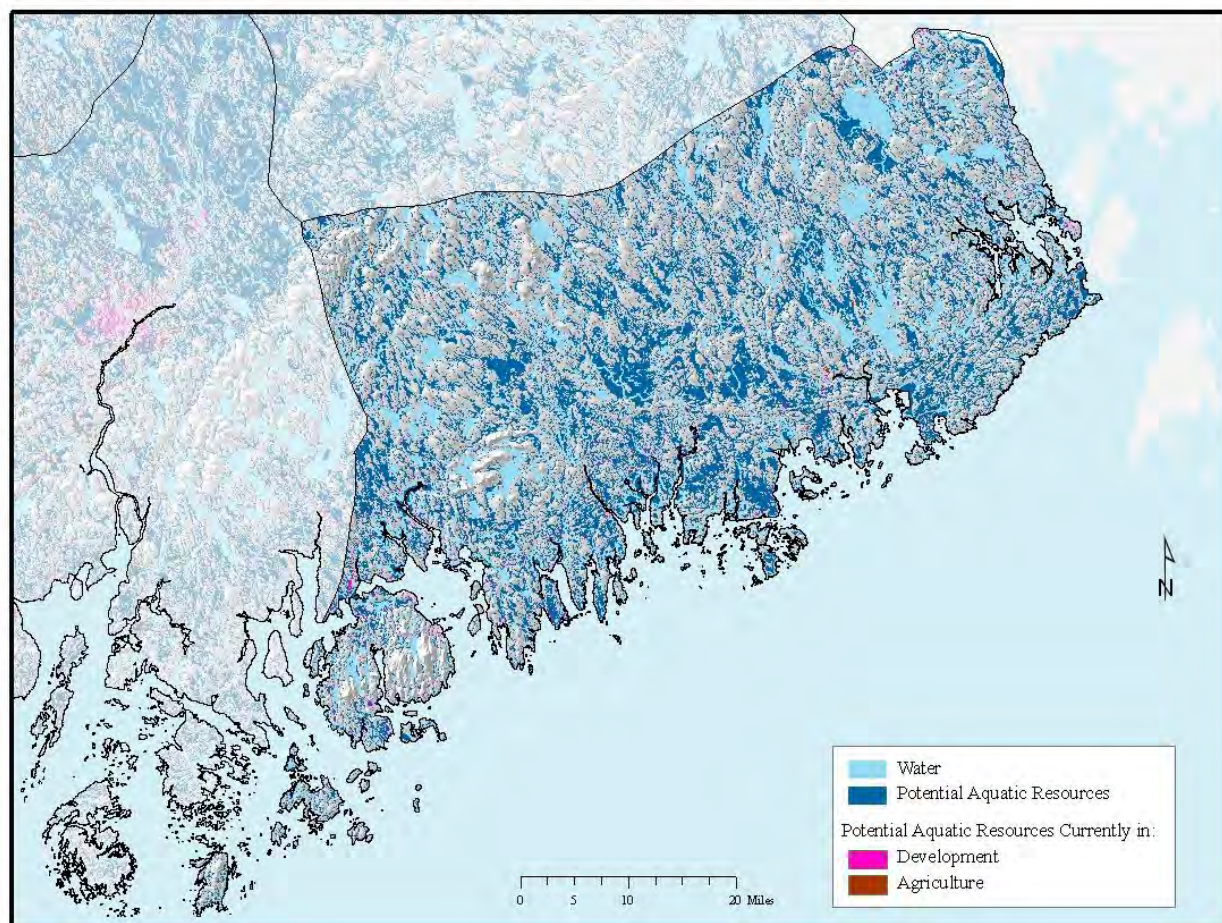 N
Water
Potential Aquatic Resources
Potential Aquatic Resources Currently in:
Development
Agriculture
0 5 10 20 Miles